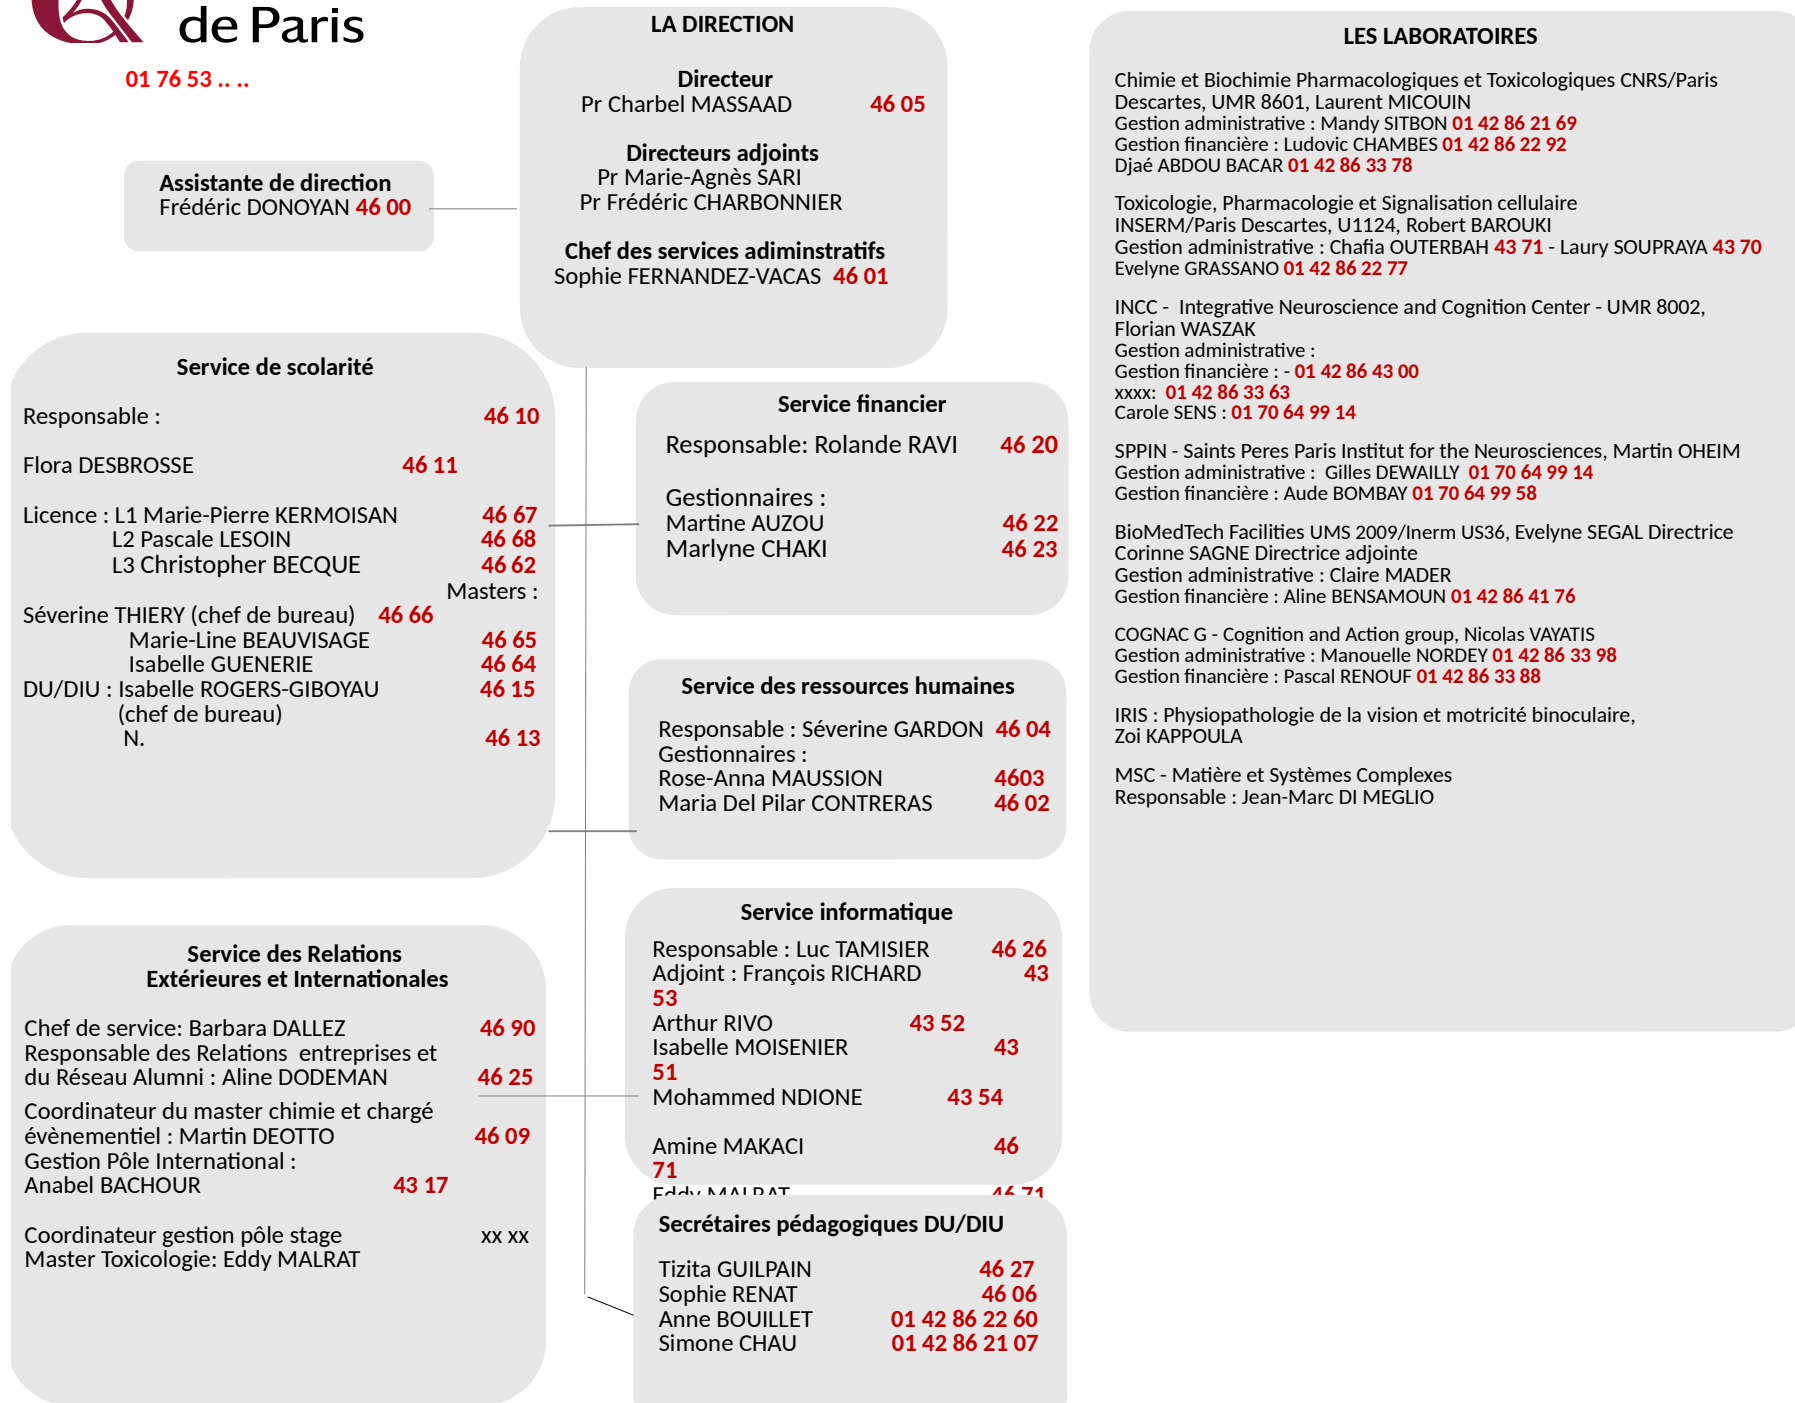 de Paris
01 76 53 .. ..
Assistante de direction
Frédéric DONOYAN 46 00
LA DIRECTION
Directeur
Pr Charbel MASSAAD 46 05
Directeurs adjoints
Pr Marie-Agnès SARI
Pr Frédéric CHARBONNIER
Chef des services adiminstratifs
Sophie FERNANDEZ-VACAS 46 01
Service de scolarité
Responsable : 46 10
Flora DESBROSSE 46 11
Licence : L1 Marie-Pierre KERMOISAN 46 67
L2 Pascale LESOIN 46 68
L3 Christopher BECQUE 46 62
Masters :
Séverine THIERY (chef de bureau) 46 66
Marie-Line BEAUVISAGE 46 65
Isabelle GUENERIE 46 64
DU/DIU : Isabelle ROGERS-GIBOYAU 46 15
(chef de bureau)
N. 46 13
Service des Relations
Extérieures et Internationales
Chef de service: Barbara DALLEZ 46 90
Responsable des Relations entreprises et
du Réseau Alumni : Aline DODEMAN 46 25
Coordinateur du master chimie et chargé
évènementiel : Martin DEOTTO 46 09
Gestion Pôle International :
Anabel BACHOUR 43 17
Coordinateur gestion pôle stage xx xx
Master Toxicologie: Eddy MALRAT
Service financier
Responsable: Rolande RAVI 46 20
Gestionnaires :
Martine AUZOU 46 22
Marlyne CHAKI 46 23
Service des ressources humaines
Responsable : Séverine GARDON 46 04
Gestionnaires :
Rose-Anna MAUSSION 4603
Maria Del Pilar CONTRERAS 46 02
Service informatique
Responsable : Luc TAMISIER 46 26
Adjoint : François RICHARD 43
53
Arthur RIVO 43 52
Isabelle MOISENIER 43
51
Mohammed NDIONE 43 54
Amine MAKACI 46
71
Eddy MALRAT 46 71
Secrétaires pédagogiques DU/DIU
Tizita GUILPAIN 46 27
Sophie RENAT 46 06
Anne BOUILLET 01 42 86 22 60
Simone CHAU 01 42 86 21 07
LES LABORATOIRES
Chimie et Biochimie Pharmacologiques et Toxicologiques CNRS/Paris
Descartes, UMR 8601, Laurent MICOUIN
Gestion administrative : Mandy SITBON 01 42 86 21 69
Gestion financière : Ludovic CHAMBES 01 42 86 22 92
Djaé ABDOU BACAR 01 42 86 33 78
Toxicologie, Pharmacologie et Signalisation cellulaire
INSERM/Paris Descartes, U1124, Robert BAROUKI
Gestion administrative : Chafia OUTERBAH 43 71 - Laury SOUPRAYA 43 70
Evelyne GRASSANO 01 42 86 22 77
INCC - Integrative Neuroscience and Cognition Center - UMR 8002,
Florian WASZAK
Gestion administrative :
Gestion financière : - 01 42 86 43 00
xxxx: 01 42 86 33 63
Carole SENS : 01 70 64 99 14
SPPIN - Saints Peres Paris Institut for the Neurosciences, Martin OHEIM
Gestion administrative : Gilles DEWAILLY 01 70 64 99 14
Gestion financière : Aude BOMBAY 01 70 64 99 58
BioMedTech Facilities UMS 2009/Inerm US36, Evelyne SEGAL Directrice
Corinne SAGNE Directrice adjointe
Gestion administrative : Claire MADER
Gestion financière : Aline BENSAMOUN 01 42 86 41 76
COGNAC G - Cognition and Action group, Nicolas VAYATIS
Gestion administrative : Manouelle NORDEY 01 42 86 33 98
Gestion financière : Pascal RENOUF 01 42 86 33 88
IRIS : Physiopathologie de la vision et motricité binoculaire,
Zoi KAPPOULA
MSC - Matière et Systèmes Complexes
Responsable : Jean-Marc DI MEGLIO